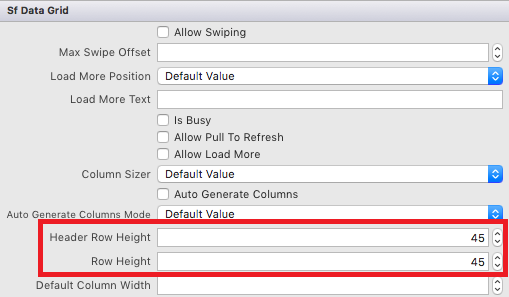 Sf Data Grid
Allow Swiping
Max Swipe Offset
Load More Position Default Value
Load More Text
Is Busy
Allow Pull To Refresh
Allow Load More
Column Sizer Default Value
Auto Generate Columns
Auto Generate Columns Mode Default Value
Header Row Height 45
Row Height 45
Default Column Width